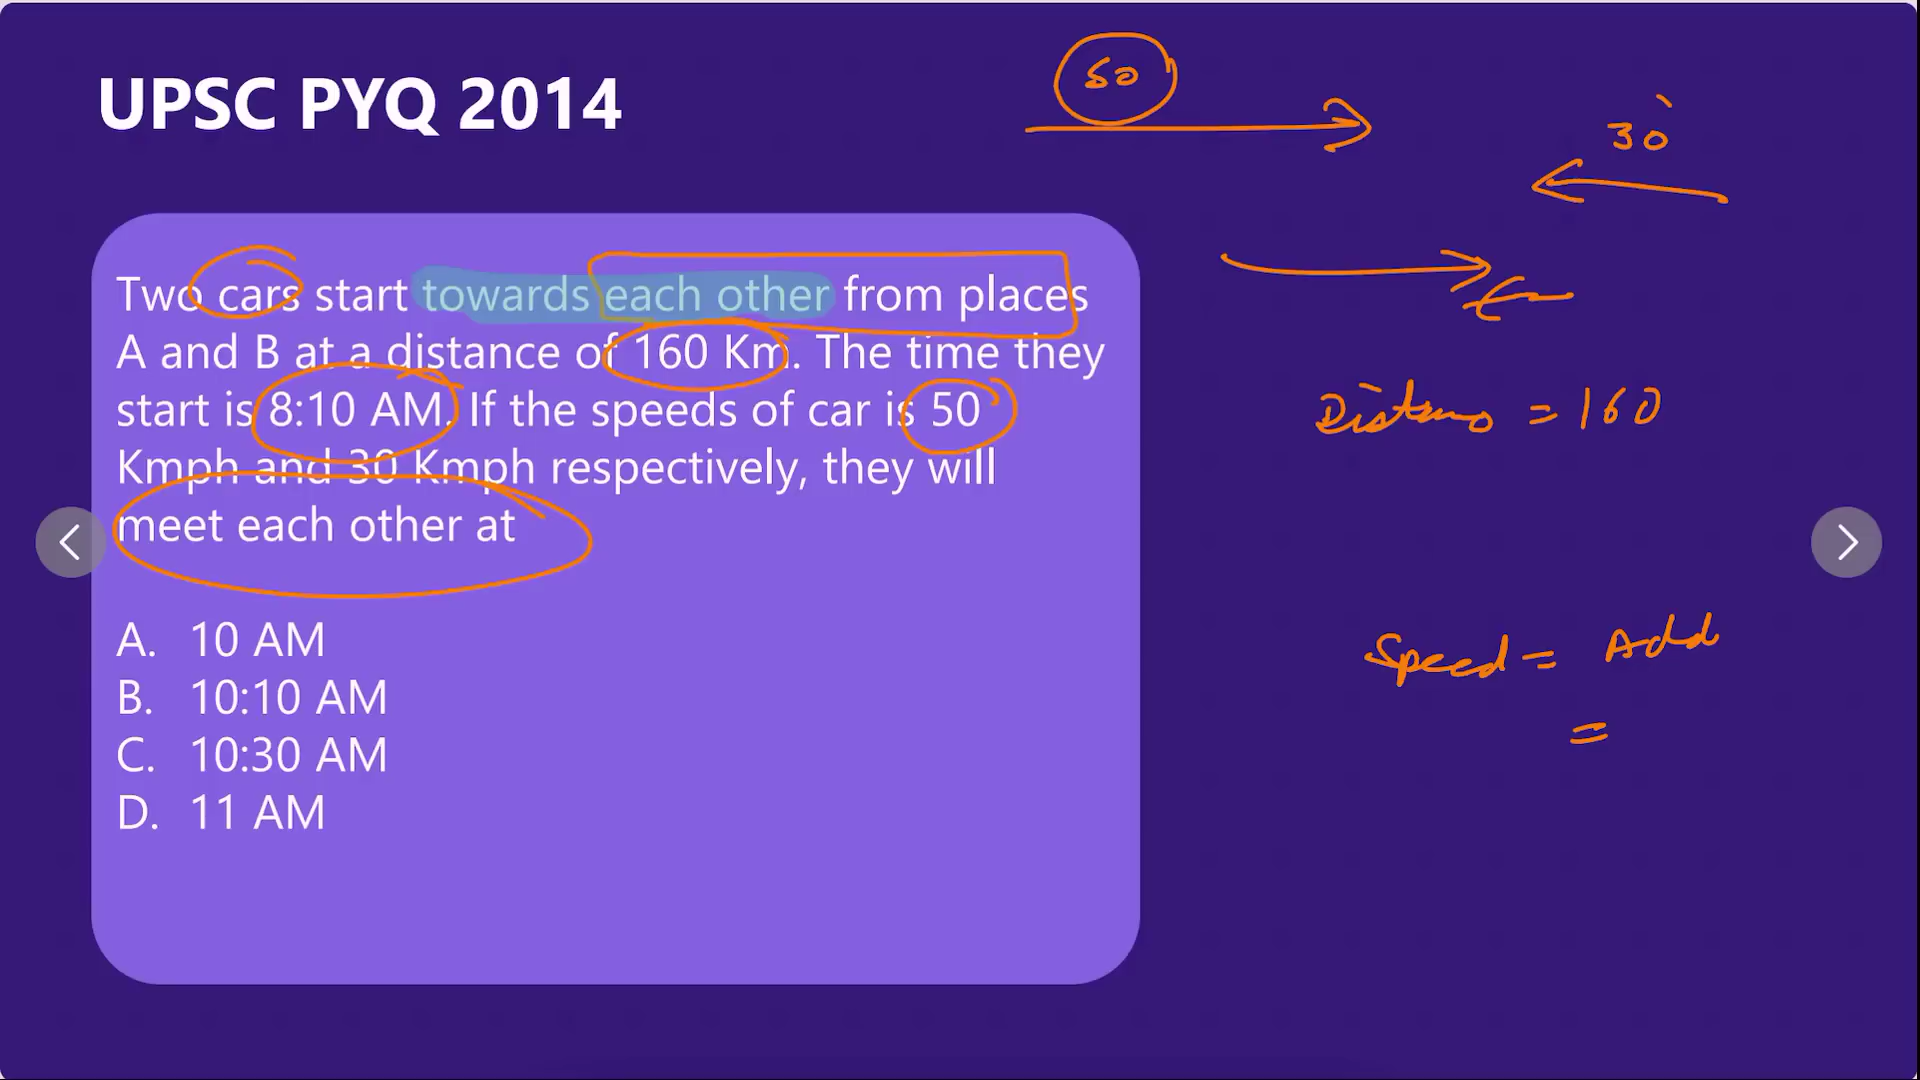 UPSC PYQ 2014
50
30
Two cars start towards each other from places
A and B at a distance of 160 Km. The time they
start is 8:10 AM. If the speeds of car is 50
Kmph and 30 Kmph respectively, they will
meet each other at
A. 10 AM
B. 10:10 AM
C. 10:30 AM
D. 11 AM
= 160
Speed = Add
=